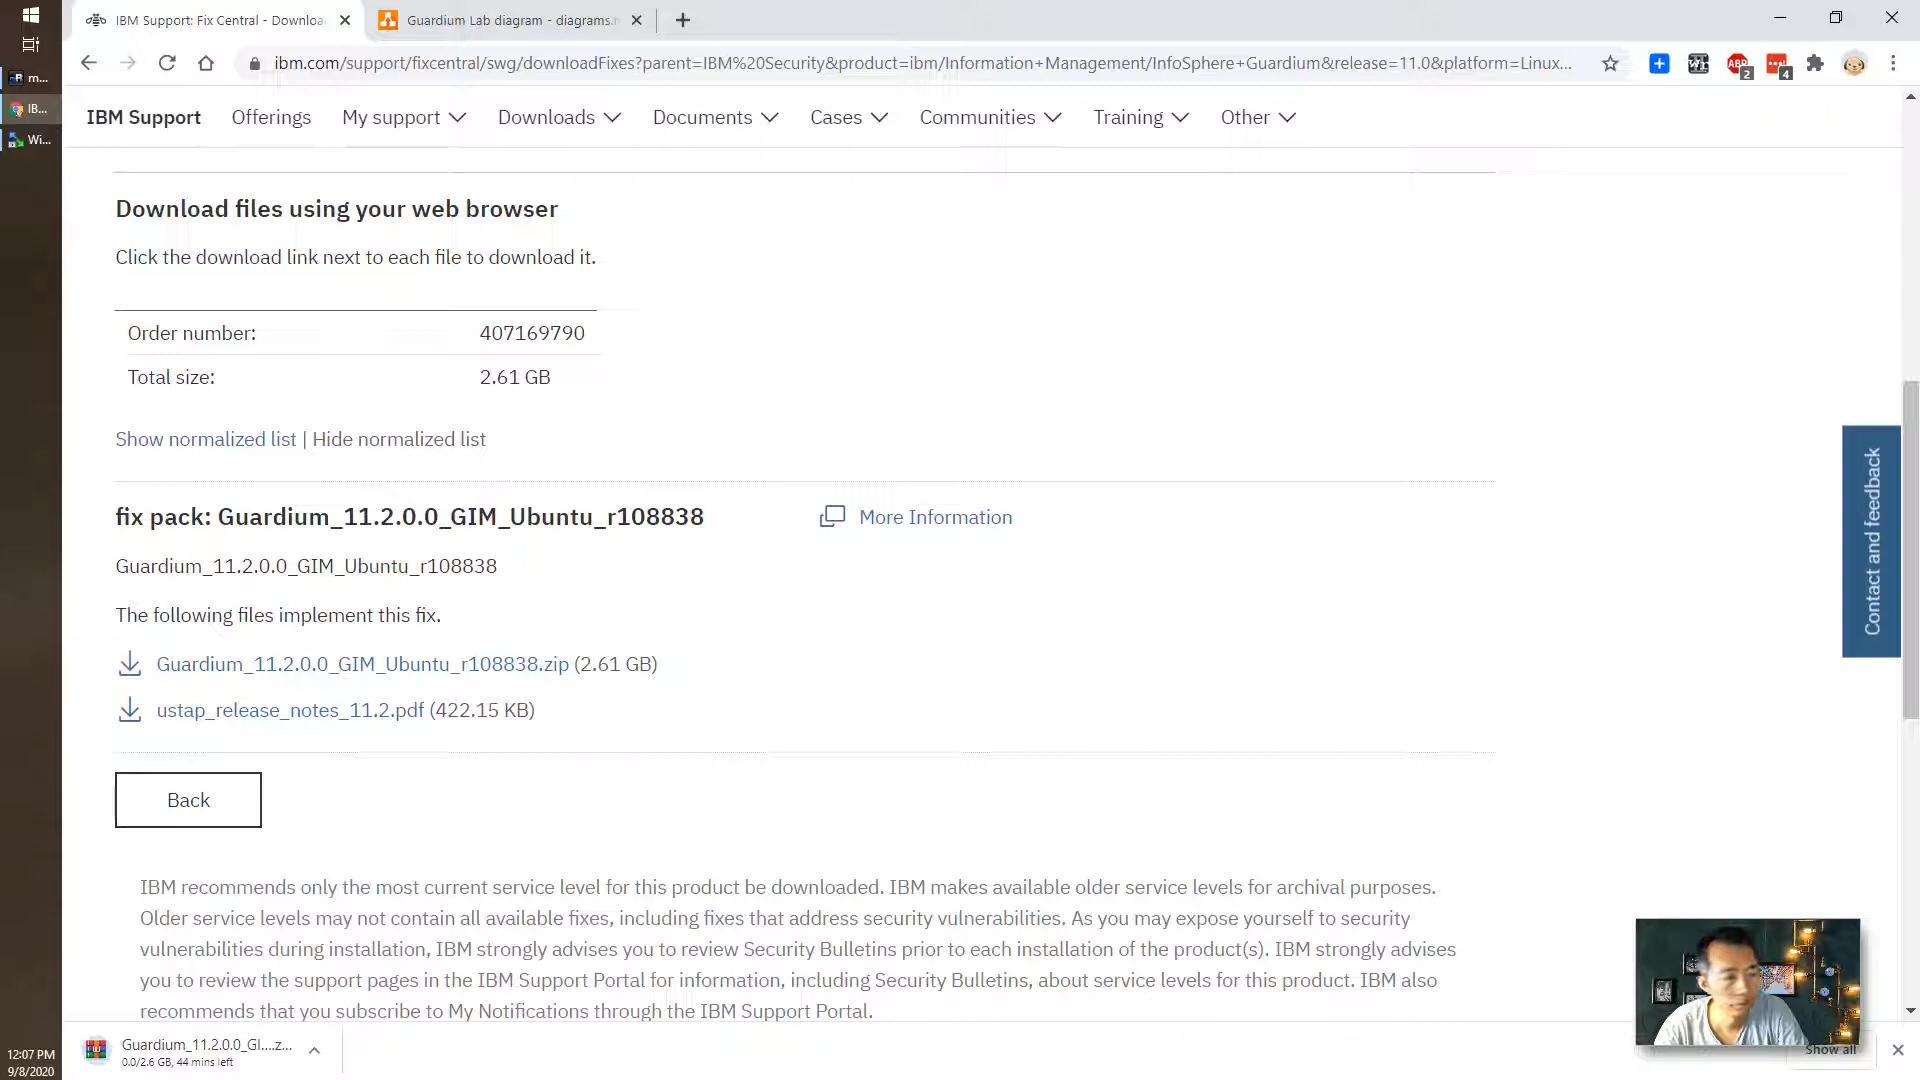 IBM Support: Fix Central - Downloa
Guardium Lab diagram - diagrams.n
ibm.com/support/fixcentral/swg/downloadFixes?parent=IBM%20Security&product=ibm/Information+Management/InfoSphere+Guardium&release=11.0&platform=Linux...
ABP
2
4
m...
IB...
Wi...
IBM Support
Offerings
My support
Downloads
Documents
Cases
Communities
Training
Other
Download files using your web browser
Click the download link next to each file to download it.
Order number: 407169790
Total size: 2.61 GB
Show normalized list | Hide normalized list
fix pack: Guardium_11.2.0.0_GIM_Ubuntu_r108838
More Information
Guardium_11.2.0.0_GIM_Ubuntu_r108838
The following files implement this fix.
Guardium_11.2.0.0_GIM_Ubuntu_r108838.zip (2.61 GB)
ustap_release_notes_11.2.pdf (422.15 KB)
Back
Contact and feedback
IBM recommends only the most current service level for this product be downloaded. IBM makes available older service levels for archival purposes.
Older service levels may not contain all available fixes, including fixes that address security vulnerabilities. As you may expose yourself to security
vulnerabilities during installation, IBM strongly advises you to review Security Bulletins prior to each installation of the product(s). IBM strongly advises
you to review the support pages in the IBM Support Portal for information, including Security Bulletins, about service levels for this product. IBM also
recommends that you subscribe to My Notifications through the IBM Support Portal.
Guardium_11.2.0.0_GI....z...
0.0/2.6 GB, 44 mins left
Show all
12:07 PM
9/8/2020